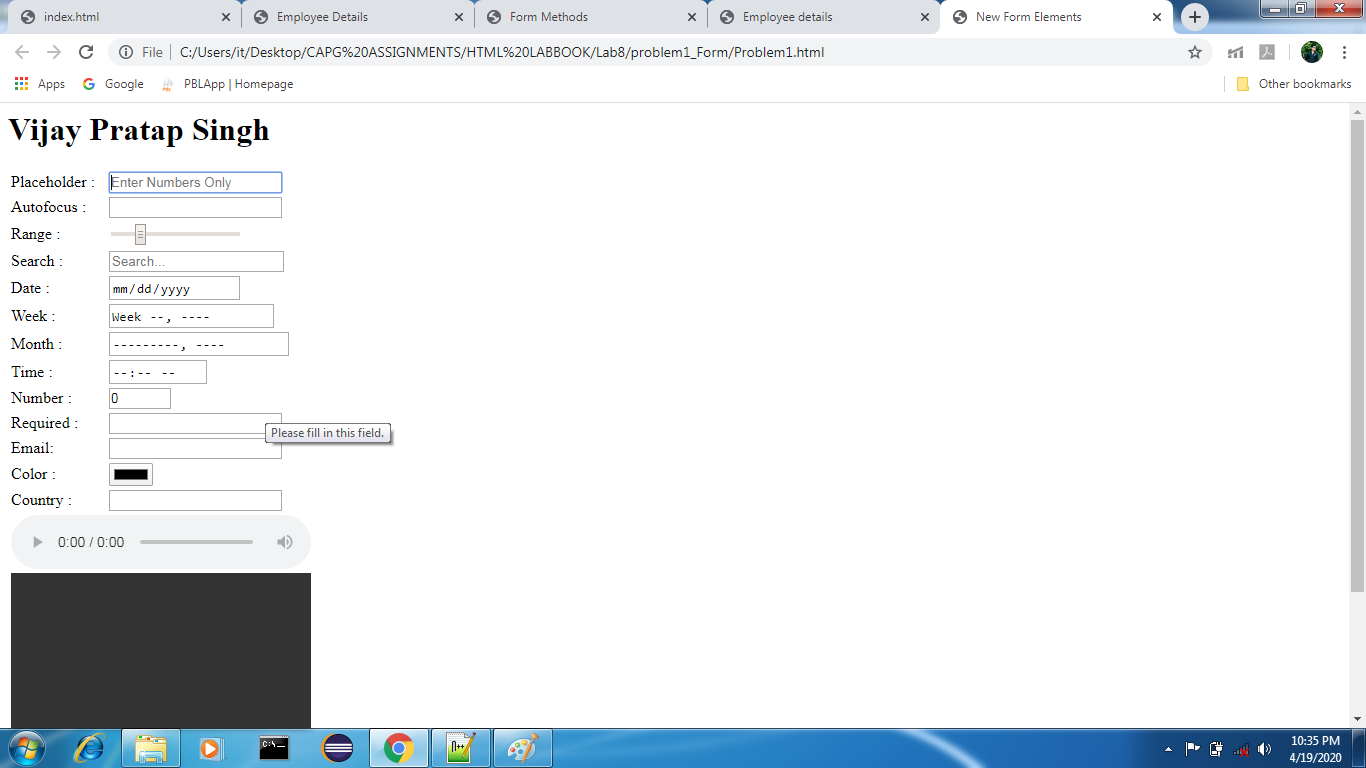 index.html Employee Details Form Methods Employee details New Form Elements
File C:/Users/it/Desktop/CAPG%20ASSIGNMENTS/HTML%20LABBOOK/Lab8/problem1_Form/Problem1.html
Apps Google PBL PBLApp | Homepage Other bookmarks
Vijay Pratap Singh
Placeholder : Enter Numbers Only
Autofocus :
Range :
Search : Search...
Date : mm/dd/yyyy
Week : Week --, ----
Month : ---------, ----
Time : --:-- --
Number : 0
Required :
Please fill in this field.
Email:
Color :
Country :
0:00 / 0:00
C:\_
10:35 PM
4/19/2020